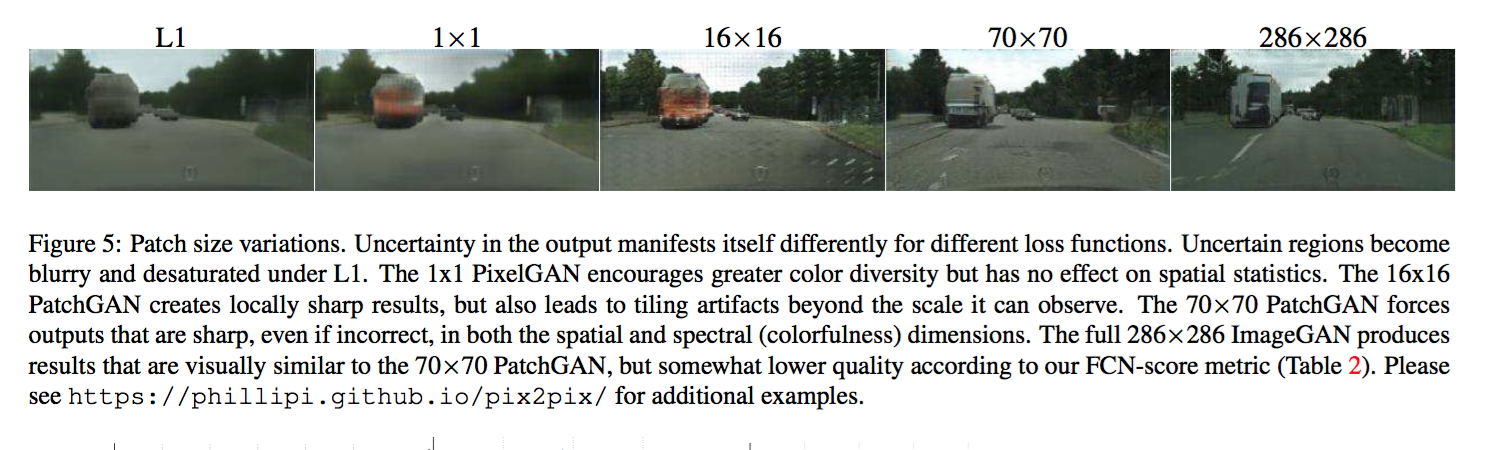 L1 1×1 16×16 70×70 286×286
Figure 5: Patch size variations. Uncertainty in the output manifests itself differently for different loss functions. Uncertain regions become
blurry and desaturated under L1. The 1x1 PixelGAN encourages greater color diversity but has no effect on spatial statistics. The 16x16
PatchGAN creates locally sharp results, but also leads to tiling artifacts beyond the scale it can observe. The 70×70 PatchGAN forces
outputs that are sharp, even if incorrect, in both the spatial and spectral (colorfulness) dimensions. The full 286×286 ImageGAN produces
results that are visually similar to the 70×70 PatchGAN, but somewhat lower quality according to our FCN-score metric (Table 2). Please
see https://phillipi.github.io/pix2pix/ for additional examples.